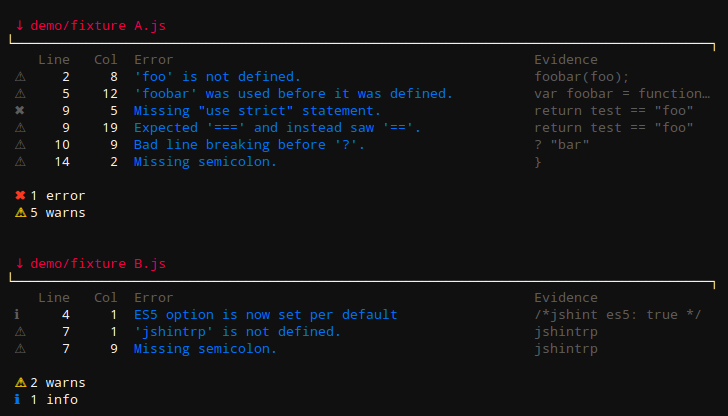 ↓ demo/fixture A.js
Line Col Error Evidence
⚠ 2 8 'foo' is not defined. foobar(foo);
⚠ 5 12 'foobar' was used before it was defined. var foobar = function…
✖ 9 5 Missing "use strict" statement. return test == "foo"
⚠ 9 19 Expected '===' and instead saw '=='. return test == "foo"
⚠ 10 9 Bad line breaking before '?'. ? "bar"
⚠ 14 2 Missing semicolon. }
✖ 1 error
⚠ 5 warns
↓ demo/fixture B.js
Line Col Error Evidence
ℹ 4 1 ES5 option is now set per default /*jshint es5: true */
⚠ 7 1 'jshintrp' is not defined. jshintrp
⚠ 7 9 Missing semicolon. jshintrp
⚠ 2 warns
ℹ 1 info